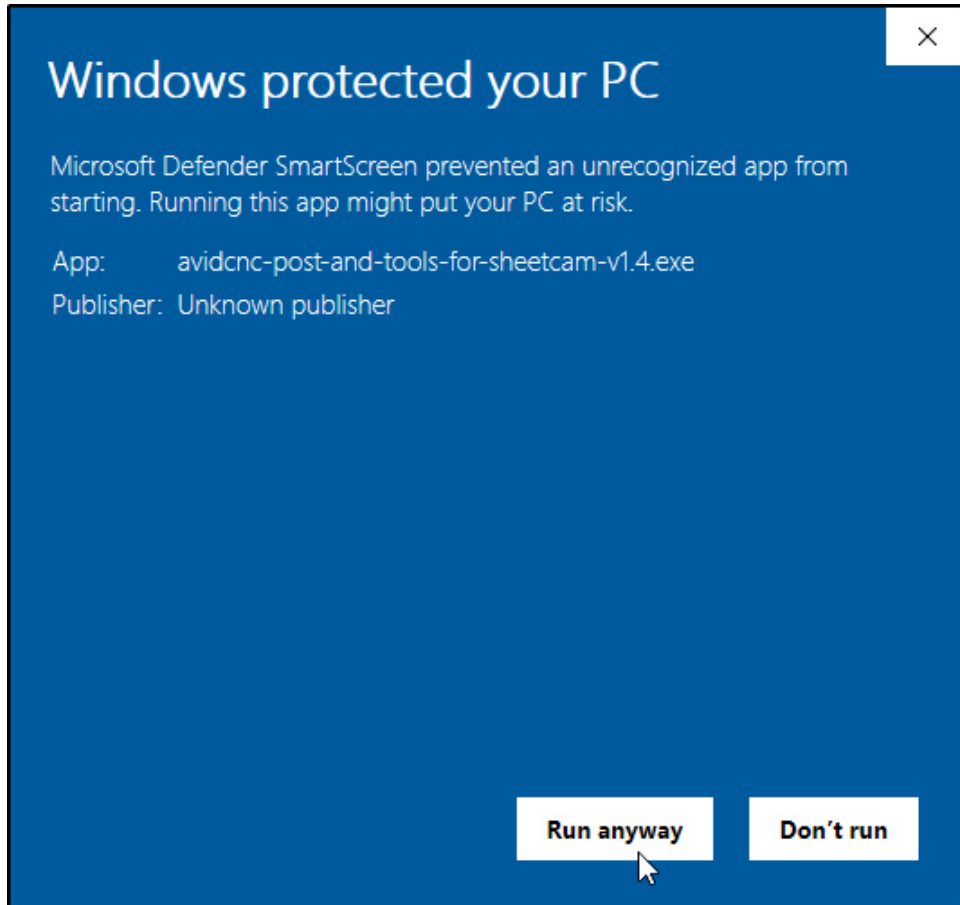 Windows protected your PC
Microsoft Defender SmartScreen prevented an unrecognized app from
starting. Running this app might put your PC at risk.
App: avidcnc-post-and-tools-for-sheetcam-v1.4.exe
Publisher: Unknown publisher
Run anyway Don’t run